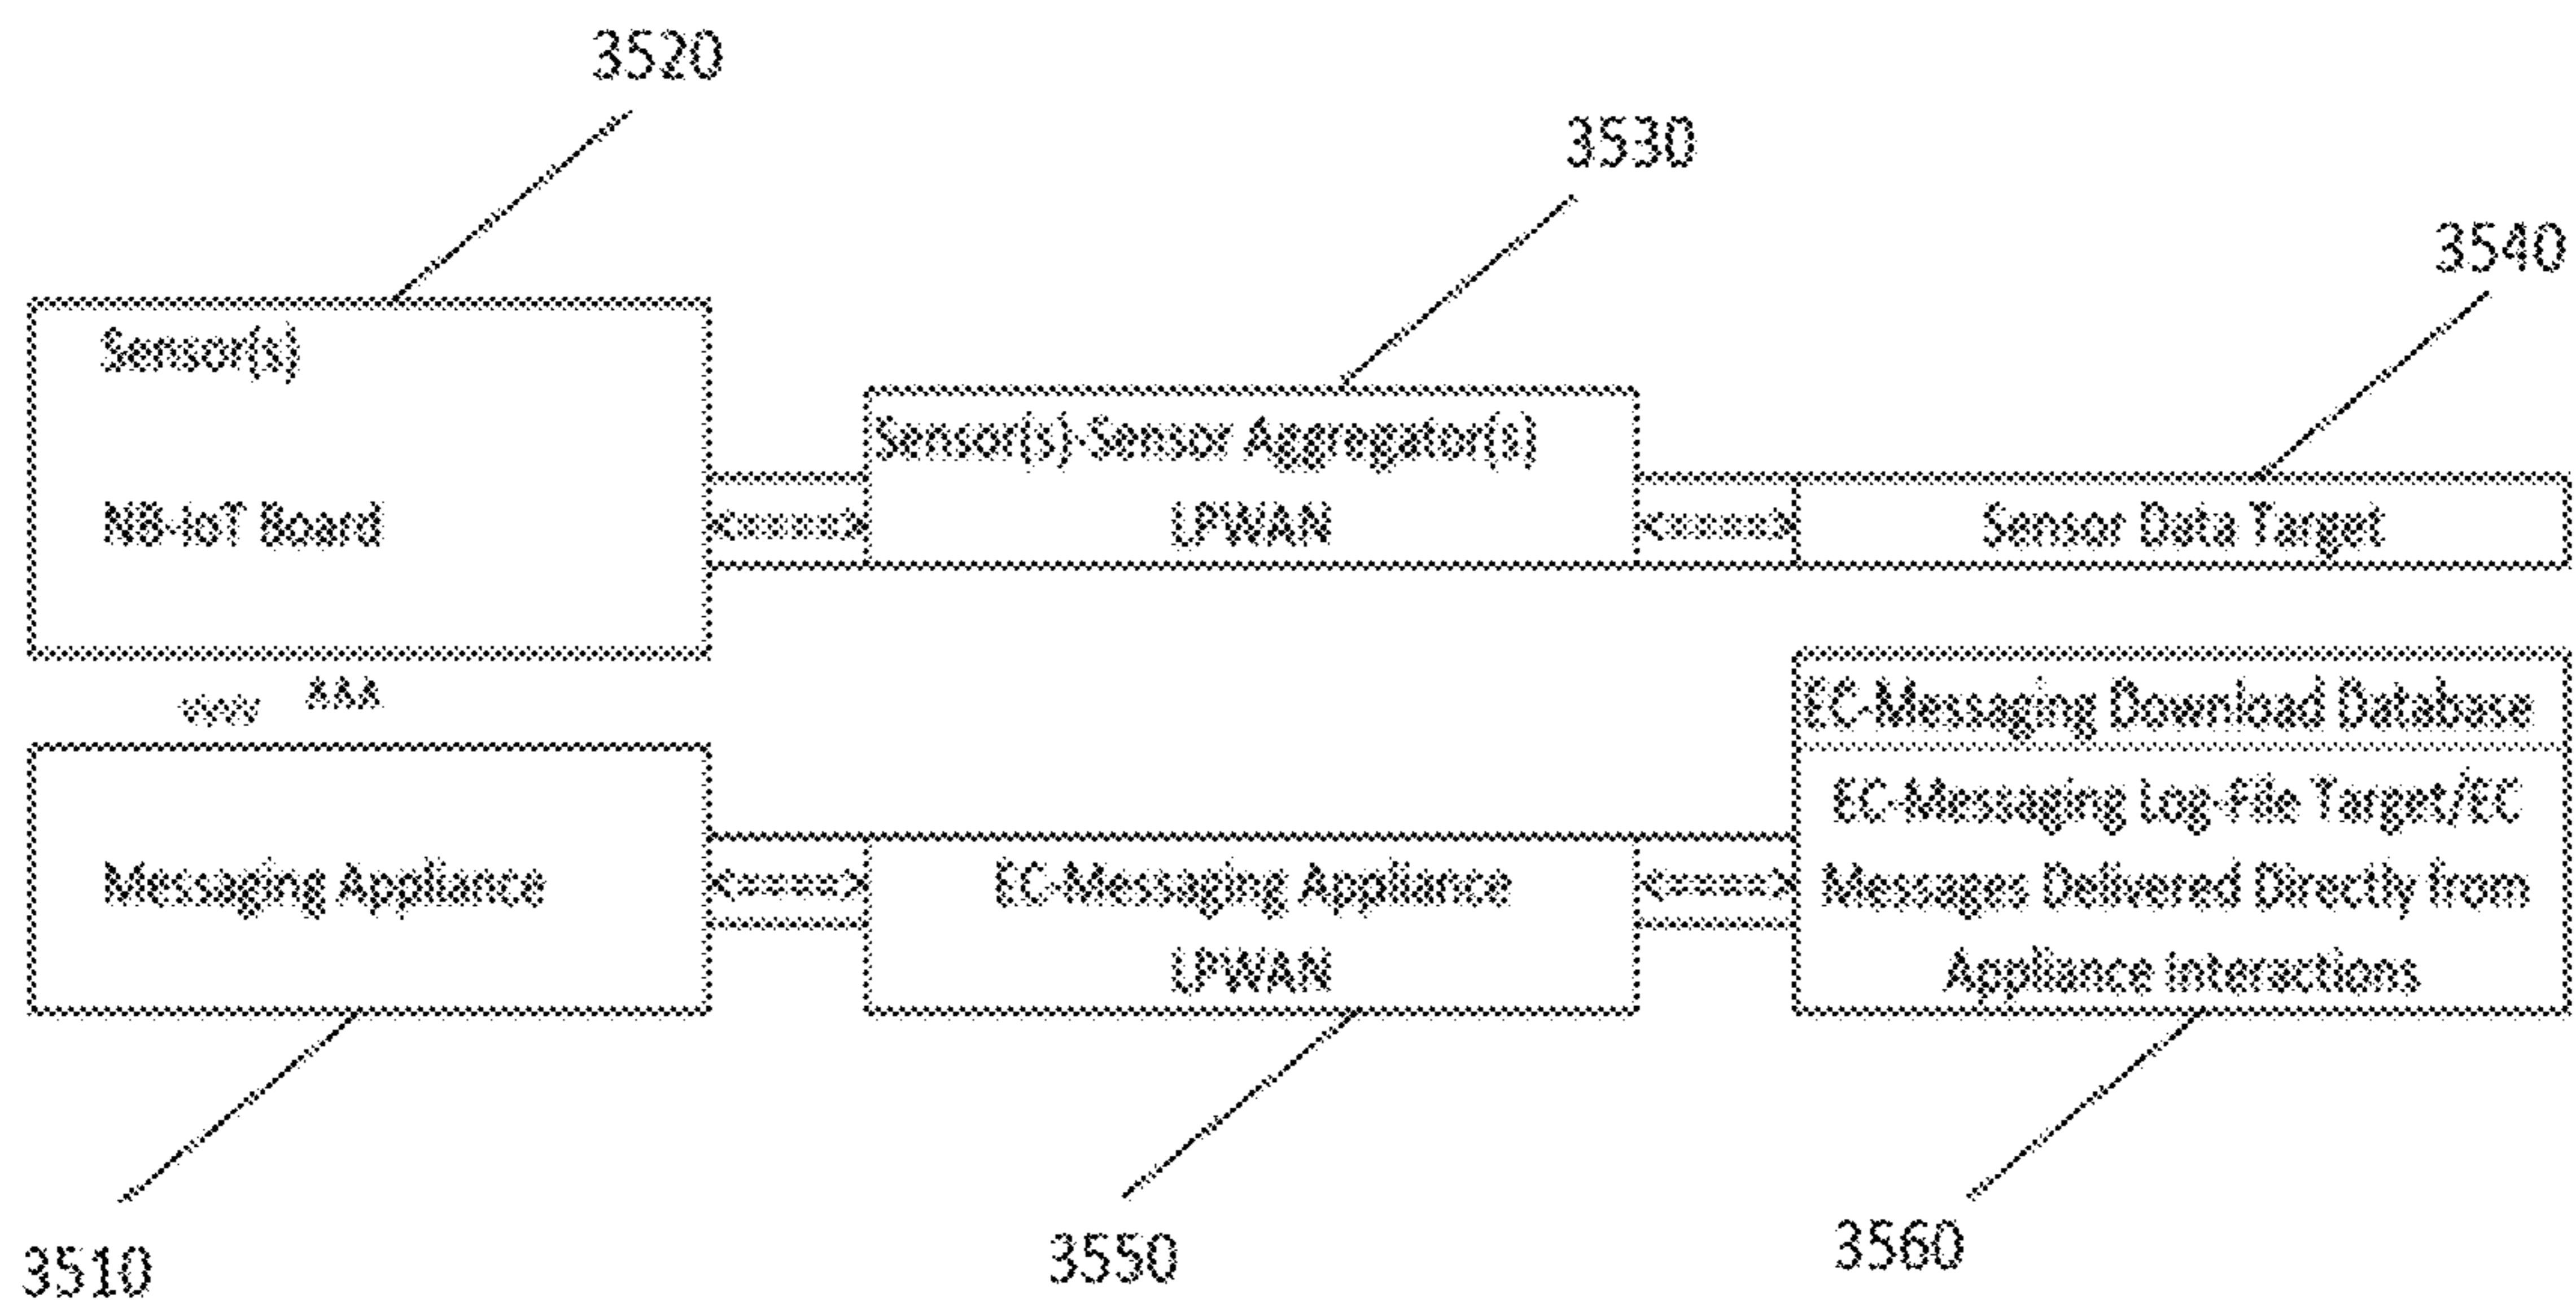 3520
3530
3540
Sensor(s)
Sensor(s)-Sensor Aggregator(s)
NB-IoT Board
<=====>
LPWAN
<=====>
Sensor Data Target
EC-Messaging Download Database
EC-Messaging Log-File Target/EC
Messaging Appliance
<=====>
EC-Messaging Appliance
<=====>
Messages Delivered Directly from
LPWAN
Appliance Interactions
3510
3550
3560